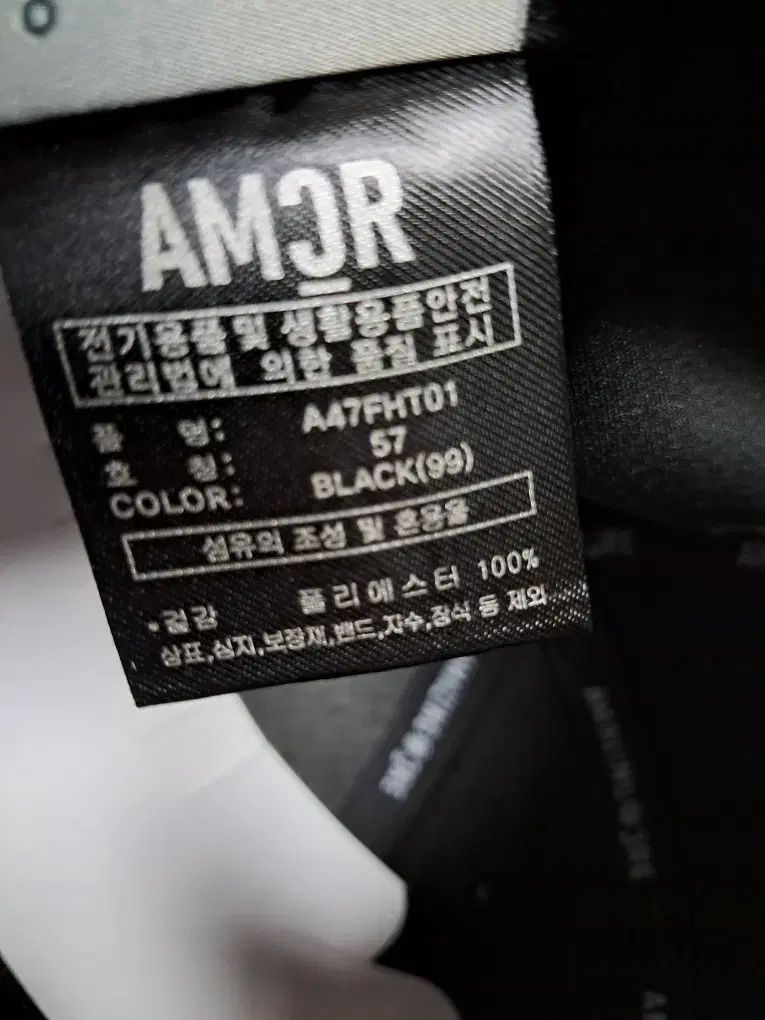 AMOR
전기용품및 생활용품안전
관리법에 의한 품질 표시
품 명: A47FHT01
호 칭: 57
COLOR: BLACK(99)
섬유의 조성 및 혼용율
•겉감 폴리에스터 100%
상표,심지,보장재,밴드,자수,장식 등 제외